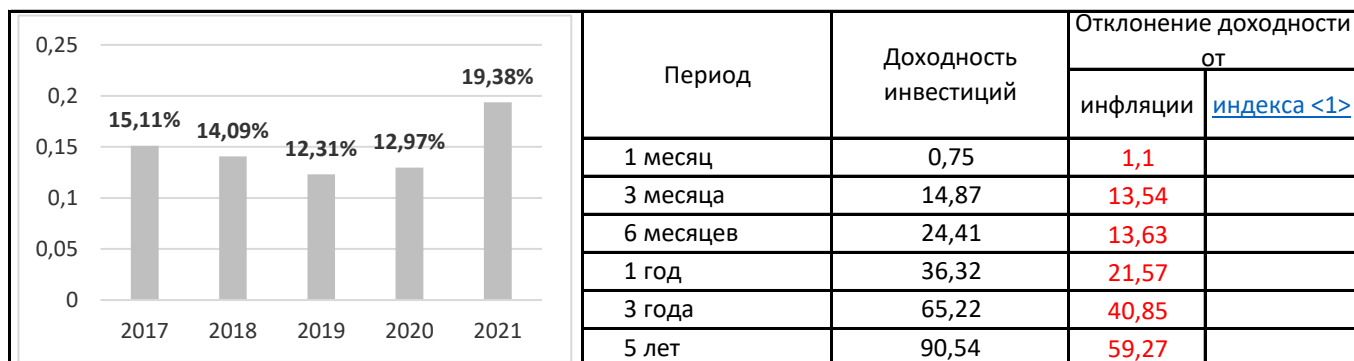 0,25
0,2
0,15
0,1
0,05
0
15,11%
14,09%
12,31%
12,97%
19,38%
2017 2018 2019 2020 2021
Период
Доходность
инвестиций
Отклонение доходности
от
инфляции
индекса <1>
1 месяц 0,75 1,1
3 месяца 14,87 13,54
6 месяцев 24,41 13,63
1 год 36,32 21,57
3 года 65,22 40,85
5 лет 90,54 59,27